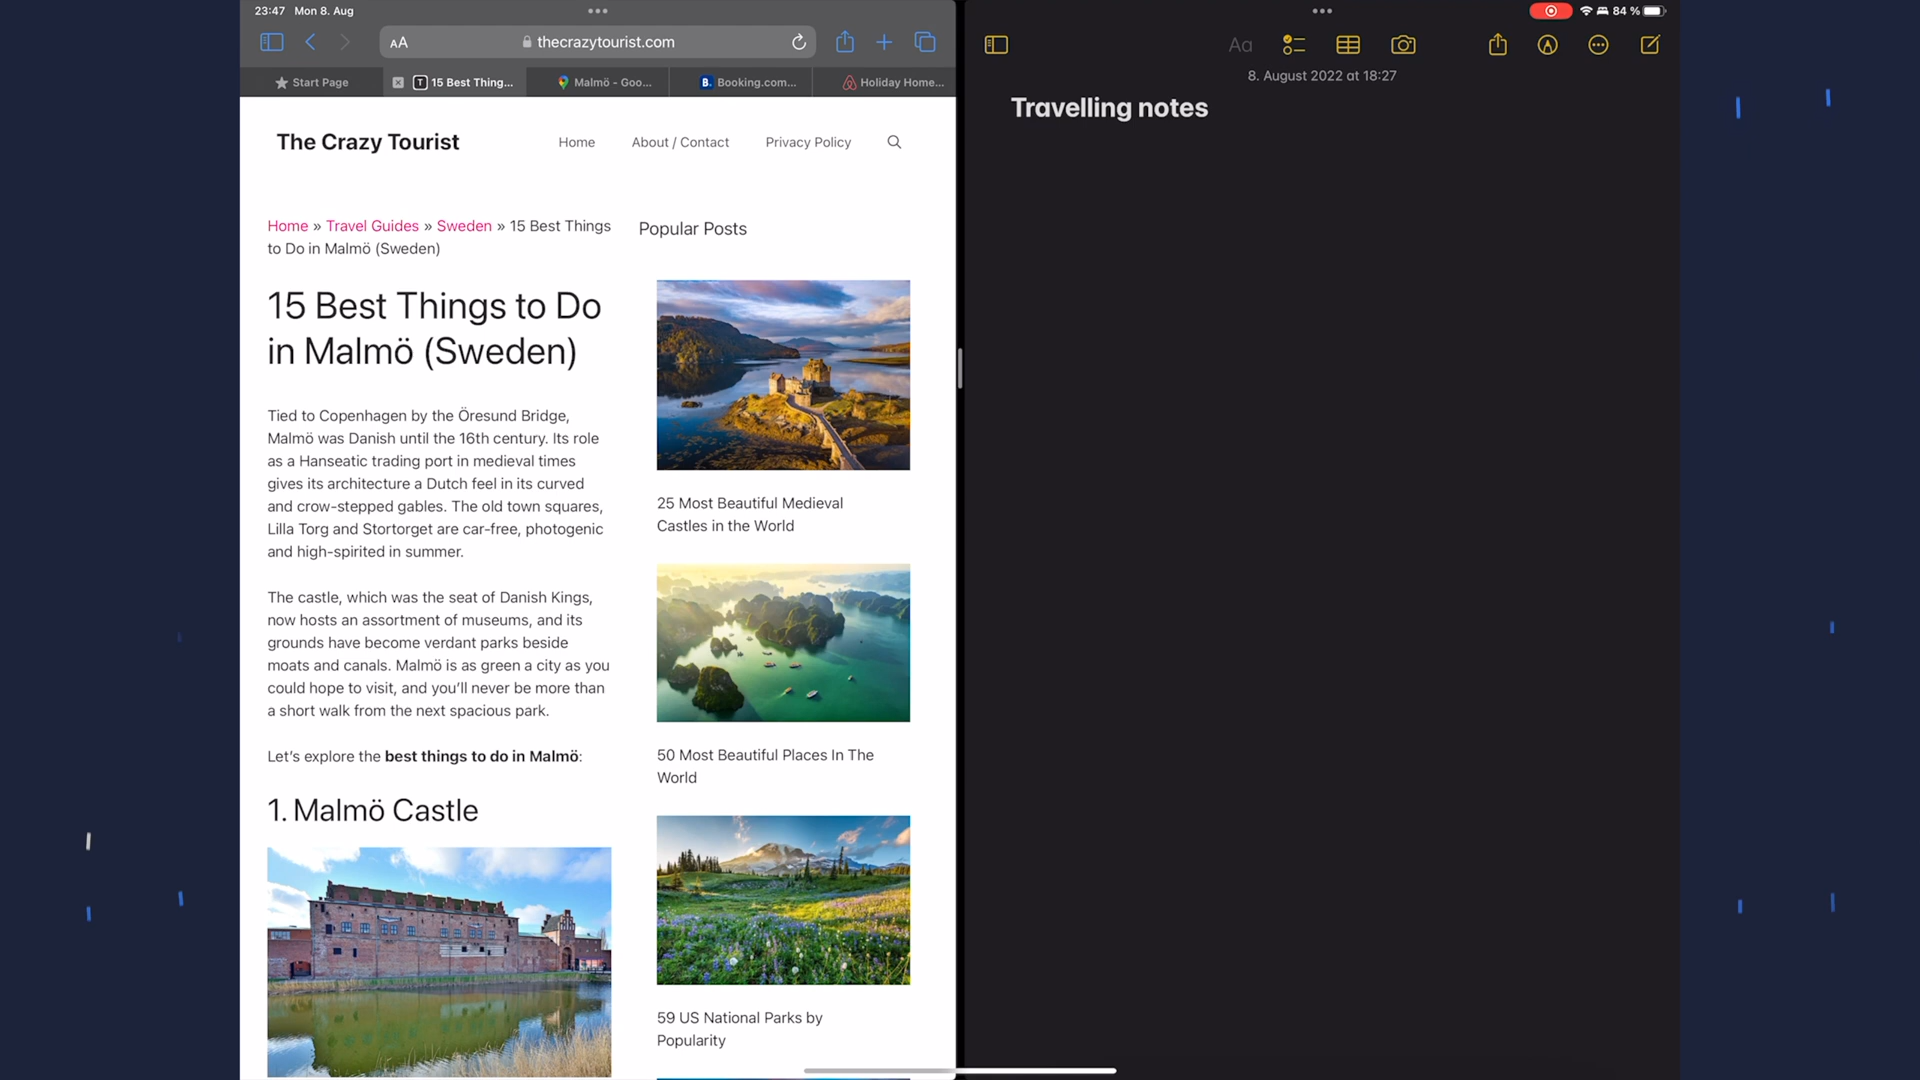 23:47 Mon 8. Aug
AA thecrazytourist.com
Start Page
15 Best Thing...
Malmö - Goo...
B. Booking.com...
Holiday Home...
The Crazy Tourist
Home
About / Contact
Privacy Policy
Home » Travel Guides » Sweden » 15 Best Things
to Do in Malmö (Sweden)
15 Best Things to Do
in Malmö (Sweden)
Tied to Copenhagen by the Öresund Bridge,
Malmö was Danish until the 16th century. Its role
as a Hanseatic trading port in medieval times
gives its architecture a Dutch feel in its curved
and crow-stepped gables. The old town squares,
Lilla Torg and Stortorget are car-free, photogenic
and high-spirited in summer.
The castle, which was the seat of Danish Kings,
now hosts an assortment of museums, and its
grounds have become verdant parks beside
moats and canals. Malmö is as green a city as you
could hope to visit, and you’ll never be more than
a short walk from the next spacious park.
Let’s explore the best things to do in Malmö:
1. Malmö Castle
Popular Posts
25 Most Beautiful Medieval
Castles in the World
50 Most Beautiful Places In The
World
59 US National Parks by
Popularity
84 %
Aa
8. August 2022 at 18:27
Travelling notes